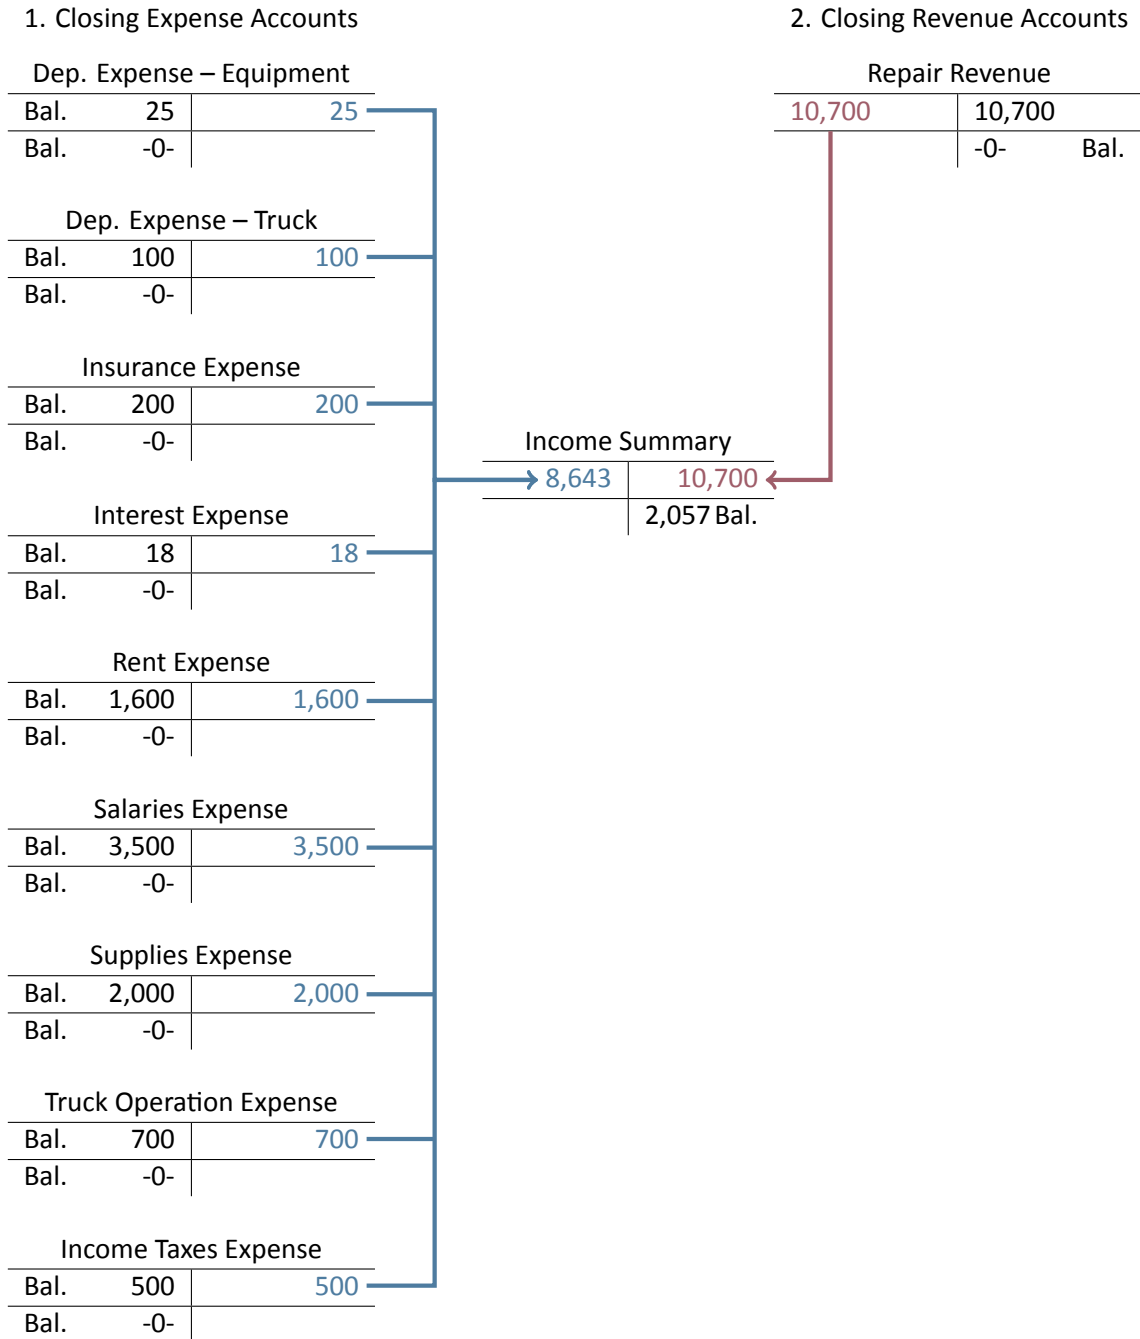 1. Closing Expense Accounts
2. Closing Revenue Accounts
Dep. Expense – Equipment
Bal. 25 25
Bal. -0-
Repair Revenue
10,700 10,700
-0- Bal.
Dep. Expense – Truck
Bal. 100 100
Bal. -0-
Insurance Expense
Bal. 200 200
Bal. -0-
Income Summary
8,643 10,700
2,057 Bal.
Interest Expense
Bal. 18 18
Bal. -0-
Rent Expense
Bal. 1,600 1,600
Bal. -0-
Salaries Expense
Bal. 3,500 3,500
Bal. -0-
Supplies Expense
Bal. 2,000 2,000
Bal. -0-
Truck Operation Expense
Bal. 700 700
Bal. -0-
Income Taxes Expense
Bal. 500 500
Bal. -0-